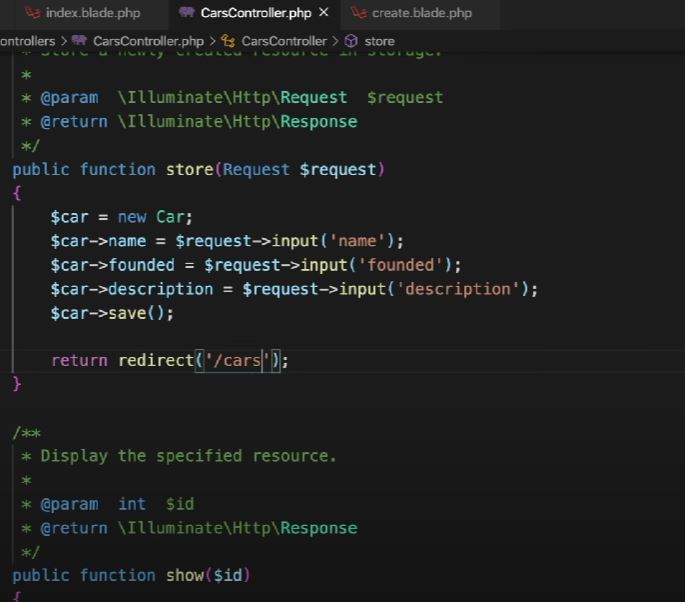 index.blade.php CarsController.php × create.blade.php
ontrollers > CarsController.php > CarsController > store
* Store a newly created resource in storage.
*
* @param \Illuminate\Http\Request $request
* @return \Illuminate\Http\Response
*/
public function store(Request $request)
{
$car = new Car;
$car->name = $request->input('name');
$car->founded = $request->input('founded');
$car->description = $request->input('description');
$car->save();
return redirect('/cars');
}
/**
* Display the specified resource.
*
* @param int $id
* @return \Illuminate\Http\Response
*/
public function show($id)
{